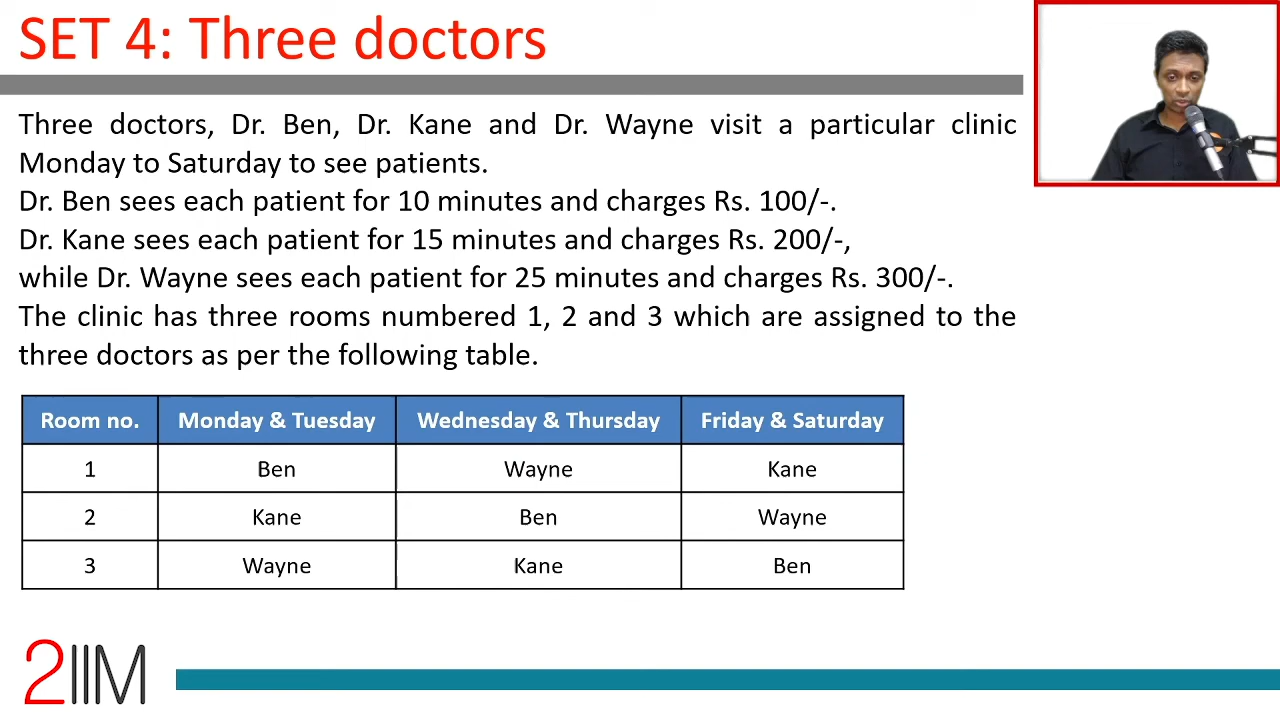 SET 4: Three doctors
Three doctors, Dr. Ben, Dr. Kane and Dr. Wayne visit a particular clinic
Monday to Saturday to see patients.
Dr. Ben sees each patient for 10 minutes and charges Rs. 100/-.
Dr. Kane sees each patient for 15 minutes and charges Rs. 200/-,
while Dr. Wayne sees each patient for 25 minutes and charges Rs. 300/-.
The clinic has three rooms numbered 1, 2 and 3 which are assigned to the
three doctors as per the following table.
Room no. Monday & Tuesday Wednesday & Thursday Friday & Saturday
1 Ben Wayne Kane
2 Kane Ben Wayne
3 Wayne Kane Ben
2IIM